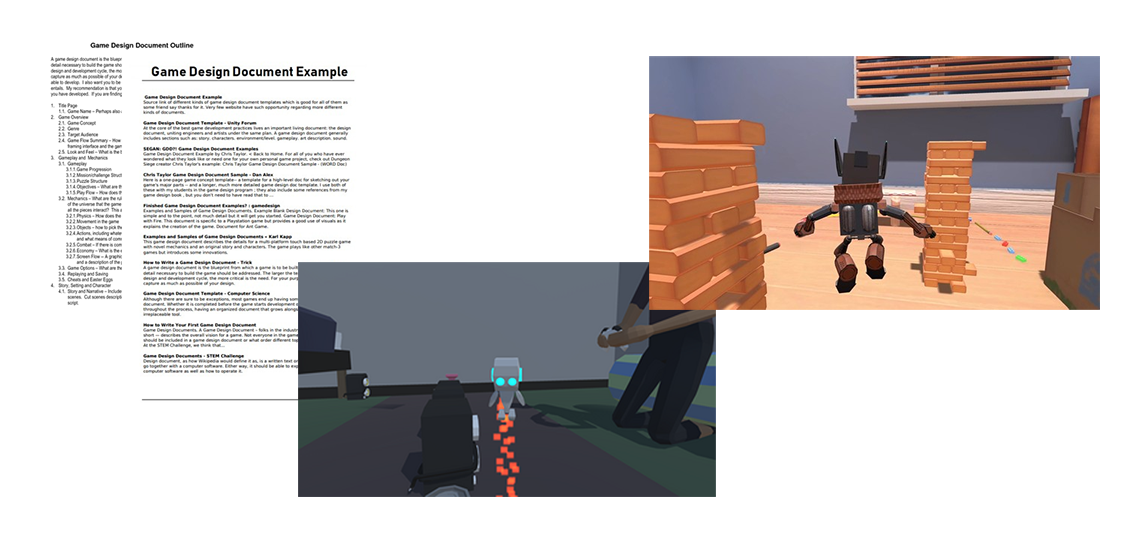 Game Design Document Outline
A game design document is the
detail necessary to build the game
design and development cycle, the
capture as much as possible of your
able to develop. I also want you to be
entails. My recommendation is that
you have developed. If you are finding
1. Title Page
1.1. Game Name – Perhaps also
2. Game Overview
2.1. Game Concept
2.2. Genre
2.3. Target Audience
2.4. Game Flow Summary – How
framing interface and the
2.5. Look and Feel – What is the
3. Gameplay and Mechanics
3.1. Gameplay
3.1.1. Game Progression
3.1.2. Mission/challenge
3.1.3. Puzzle Structure
3.1.4. Objectives – What are
3.1.5. Play Flow – How does
3.2. Mechanics – What are the
of the universe that the
all the pieces interact? This
3.2.1. Physics – How does the
3.2.2. Movement in the game
3.2.3. Objects – how to pick
3.2.4. Actions, including
and what means of
3.2.5. Combat – If there is
3.2.6. Economy – What is the
3.2.7. Screen Flow – A
and a description of the
3.3. Game Options – What are
3.4. Replaying and Saving
3.5. Cheats and Easter Eggs
4. Story, Setting and Character
4.1. Story and Narrative –
scenes. Cut scenes
script.
Game Design Document Example
Game Design Document Example
Source link of different kinds of game design document templates which is good for all of them as
some friend say thanks for it. Very few website have such opportunity regarding more different
kinds of documents.
Game Design Document Template - Unity Forum
At the core of the best game development practices lies an important living document: the design
document, uniting engineers and artists under the same plan. A game design document generally
includes sections such as: story, characters, environment/level, gameplay, art description, sound.
SEGAN: GDD?! Game Design Document Examples
Game Design Document Example by Chris Taylor. < Back to Home. For all of you who have ever
wondered what they look like or need one for your own personal game project, check out Dungeon
Siege creator Chris Taylor's example: Chris Taylor Game Design Document Sample - (WORD Doc)
Chris Taylor Game Design Document Sample - Dan Alex
Here is a one-page game concept template– a template for a high-level doc for sketching out your
game's major parts – and a longer, much more detailed game design doc template. I use both of
these with my students in the game design program . they also include some references from my
game design book , but you don't need to have read that to ...
Finished Game Design Document Examples? : gamedesign
Examples and Samples of Game Design Documents. Example Blank Design Document: This one is
simple and to the point, not much detail but it will get you started. Game Design Document: Play
with Fire. This document is specific to a Playstation game but provides a good use of visuals as it
explains the creation of the game. Document for Ant Game.
Examples and Samples of Game Design Documents « Karl Kapp
This game design document describes the details for a multi-platform touch based 2D puzzle game
with novel mechanics and an original story and characters. The game plays like other match-3
games but introduces some innovations.
How to Write a Game Design Document - Trick
A game design document is the blueprint from which a game is to be
detail necessary to build the game should be addressed. The larger the
design and development cycle, the more critical is the need. For your
capture as much as possible of your design.
Game Design Document Template - Computer Science
Although there are sure to be exceptions, most games end up having
document. Whether it is completed before the game starts development
throughout the process, having an organized document that grows
irreplaceable tool.
How to Write Your First Game Design Document
Game Design Documents. A Game Design Document – folks in the
short — describes the overall vision for a game. Not everyone in the
should be included in a game design document or what order different
At the STEM Challenge, we think that...
Game Design Documents - STEM Challenge
Design document, as how Wikipedia would define it as, is a written text
go together with a computer software. Either way, it should be able to
computer software as well as how to operate it.